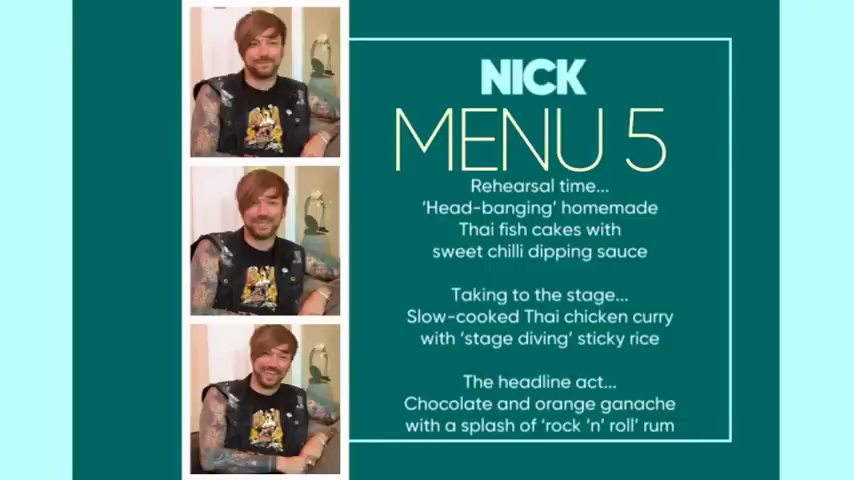 NICK
MENU 5
Rehearsal time...
‘Head-banging’ homemade
Thai fish cakes with
sweet chilli dipping sauce
Taking to the stage...
Slow-cooked Thai chicken curry
with ‘stage diving’ sticky rice
The headline act...
Chocolate and orange ganache
with a splash of ‘rock ’n’ roll’ rum